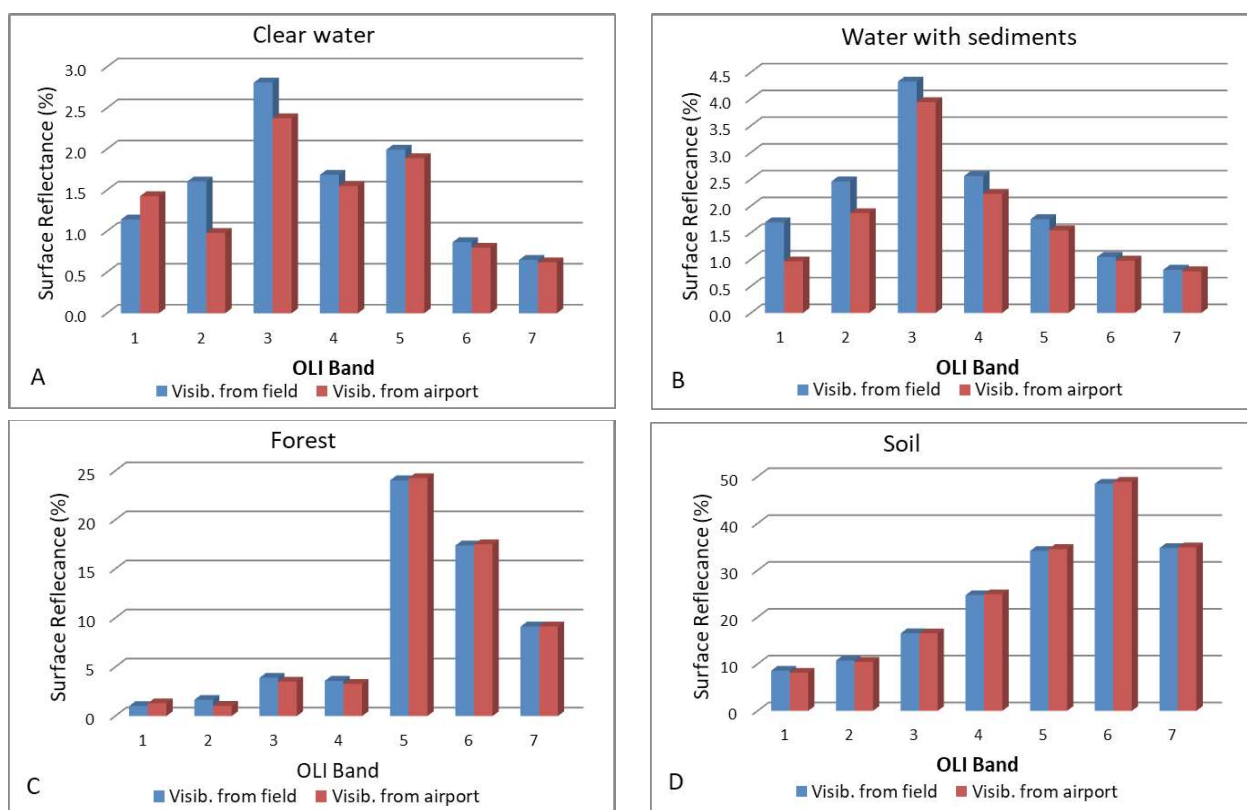 Clear water
Surface Reflectance (%)
3.0
2.5
2.0
1.5
1.0
0.5
0.0
1 2 3 4 5 6 7
OLI Band
A
Visib. from field Visib. from airport
Water with sediments
Surface Reflecance (%)
4.5
4.0
3.5
3.0
2.5
2.0
1.5
1.0
0.5
0.0
1 2 3 4 5 6 7
OLI Band
B
Visib. from field Visib. from airport
Forest
Surface Reflecance (%)
25
20
15
10
5
0
1 2 3 4 5 6 7
OLI Band
C
Visib. from field Visib. from airport
Soil
Surface Reflecance (%)
50
40
30
20
10
0
1 2 3 4 5 6 7
OLI Band
D
Visib. from field Visib. from airport